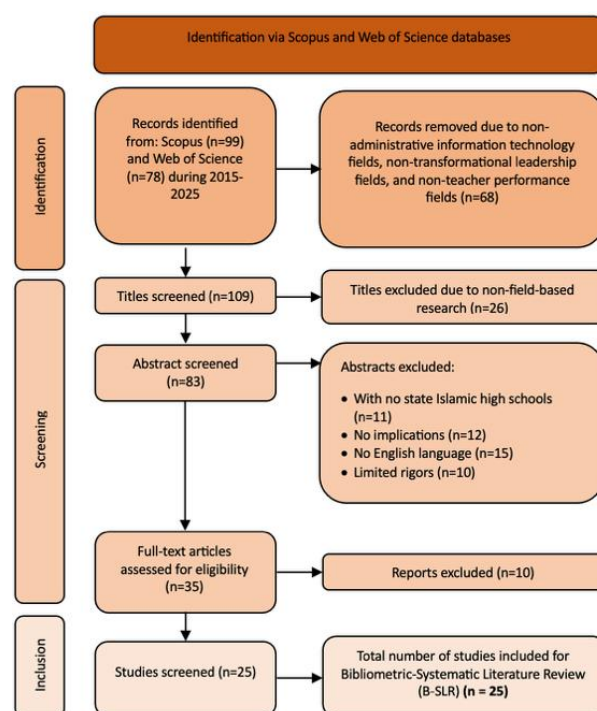 Identification via Scopus and Web of Science databases
Identification
Records identified
from: Scopus (n=99)
and Web of Science
(n=78) during 2015-
2025
Records removed due to non-
administrative information technology
fields, non-transformational leadership
fields, and non-teacher performance
fields (n=68)
Screening
Titles screened (n=109)
Titles excluded due to non-field-based
research (n=26)
Abstract screened
(n=83)
Abstracts excluded:
• With no state Islamic high schools
(n=11)
• No implications (n=12)
• No English language (n=15)
• Limited rigors (n=10)
Full-text articles
assessed for eligibility
(n=35)
Reports excluded (n=10)
Inclusion
Studies screened (n=25)
Total number of studies included for
Bibliometric-Systematic Literature Review
(B-SLR) (n = 25)